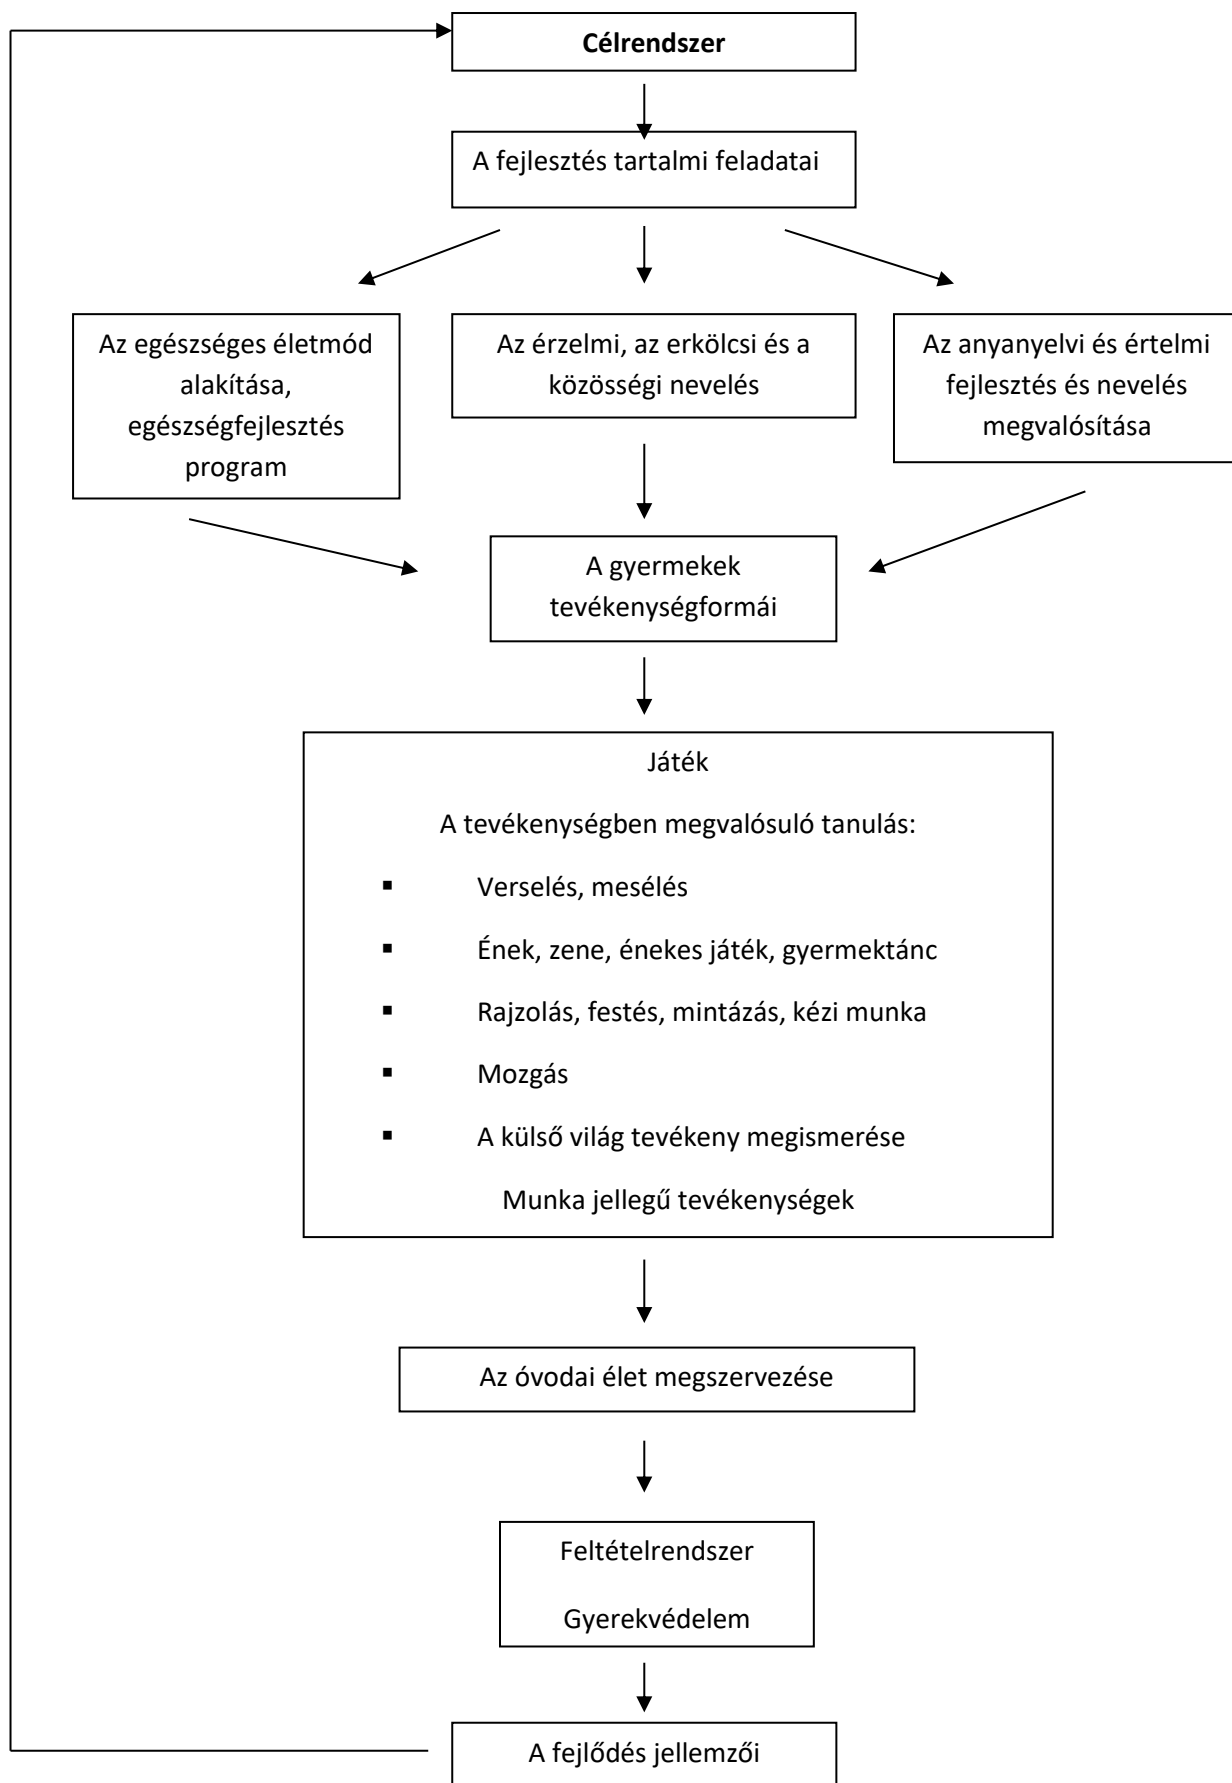 Célrendszer
A fejlesztés tartalmi feladatai
Az egészséges életmód
alakítása,
egészségfejlesztés
program
Az érzelmi, az erkölcsi és a
közösségi nevelés
Az anyanyelvi és értelmi
fejlesztés és nevelés
megvalósítása
A gyermekek
tevékenységformái
Játék
A tevékenységben megvalósuló tanulás:
▪ Verselés, mesélés
▪ Ének, zene, énekes játék, gyermektánc
▪ Rajzolás, festés, mintázás, kézi munka
▪ Mozgás
▪ A külső világ tevékeny megismerése
Munka jellegű tevékenységek
Az óvodai élet megszervezése
Feltételrendszer
Gyerekvédelem
A fejlődés jellemzői